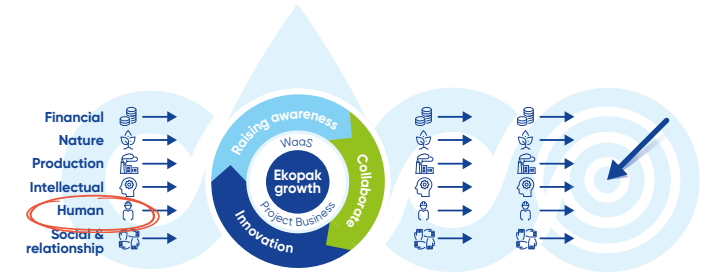 Financial
Nature
Production
Intellectual
Human
Social &
relationship
Raising awareness
Collaborate
Innovation
WaaS
Ekopak
growth
Project Business